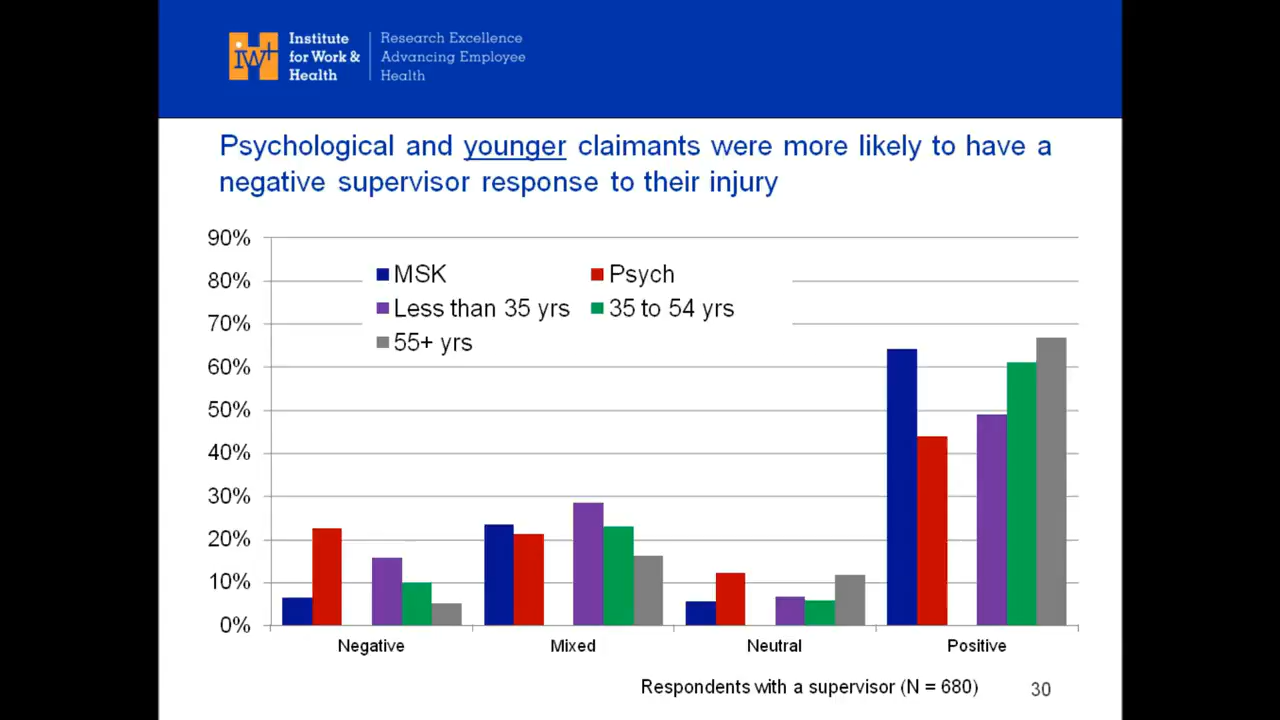 IWH
Institute
for Work &
Health
Research Excellence
Advancing Employee
Health
Psychological and younger claimants were more likely to have a
negative supervisor response to their injury
90%
80%
70%
60%
50%
40%
30%
20%
10%
0%
MSK
Psych
Less than 35 yrs
35 to 54 yrs
55+ yrs
Negative
Mixed
Neutral
Positive
Respondents with a supervisor (N = 680)
30